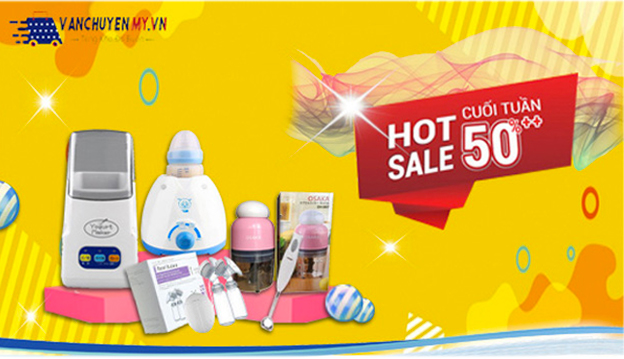 VANCHUYENMY.VN
HOT
SALE
CUỐI TUẦN
50%++
Yogurt
Maker
OSAKA